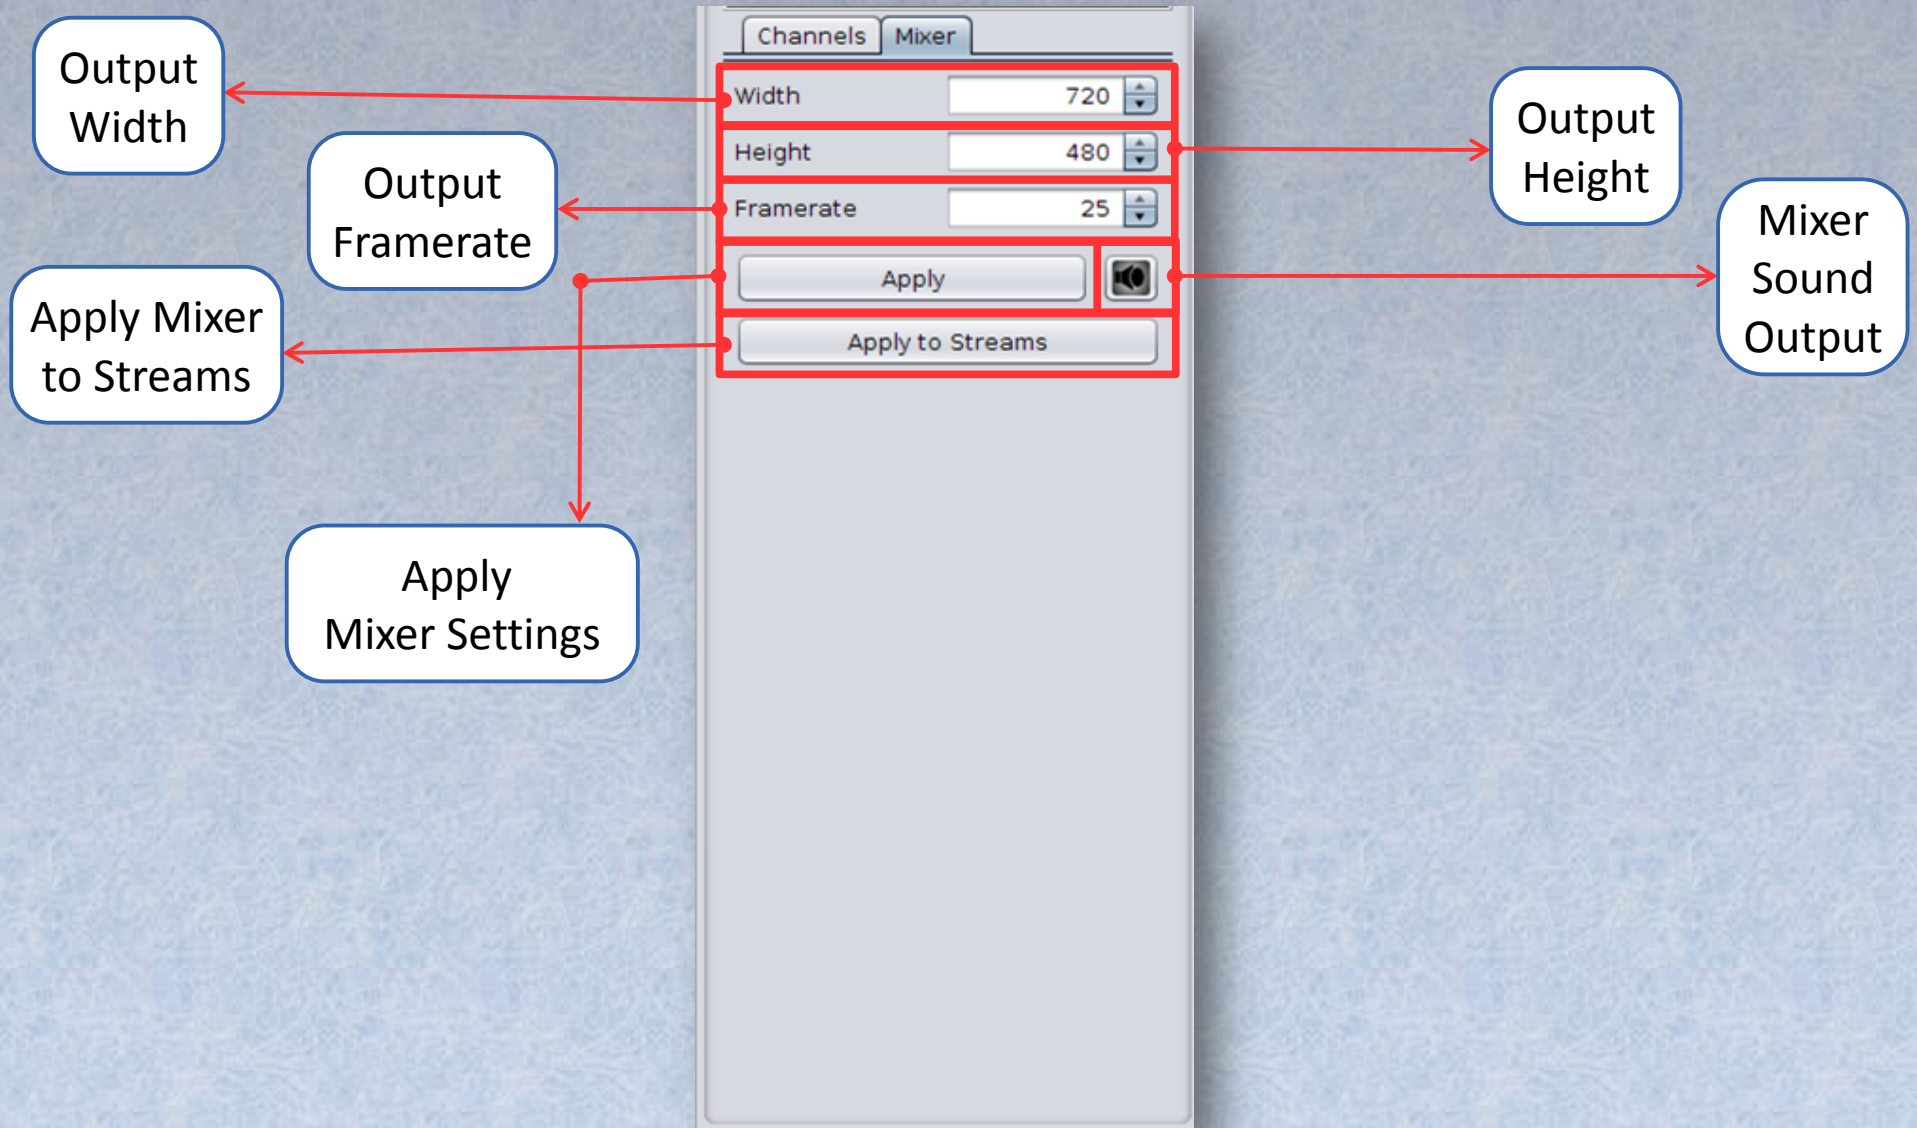 Channels
Mixer
Width
720
Height
480
Framerate
25
Apply
Apply to Streams
Output
Width
Output
Framerate
Apply Mixer
to Streams
Apply
Mixer Settings
Output
Height
Mixer
Sound
Output